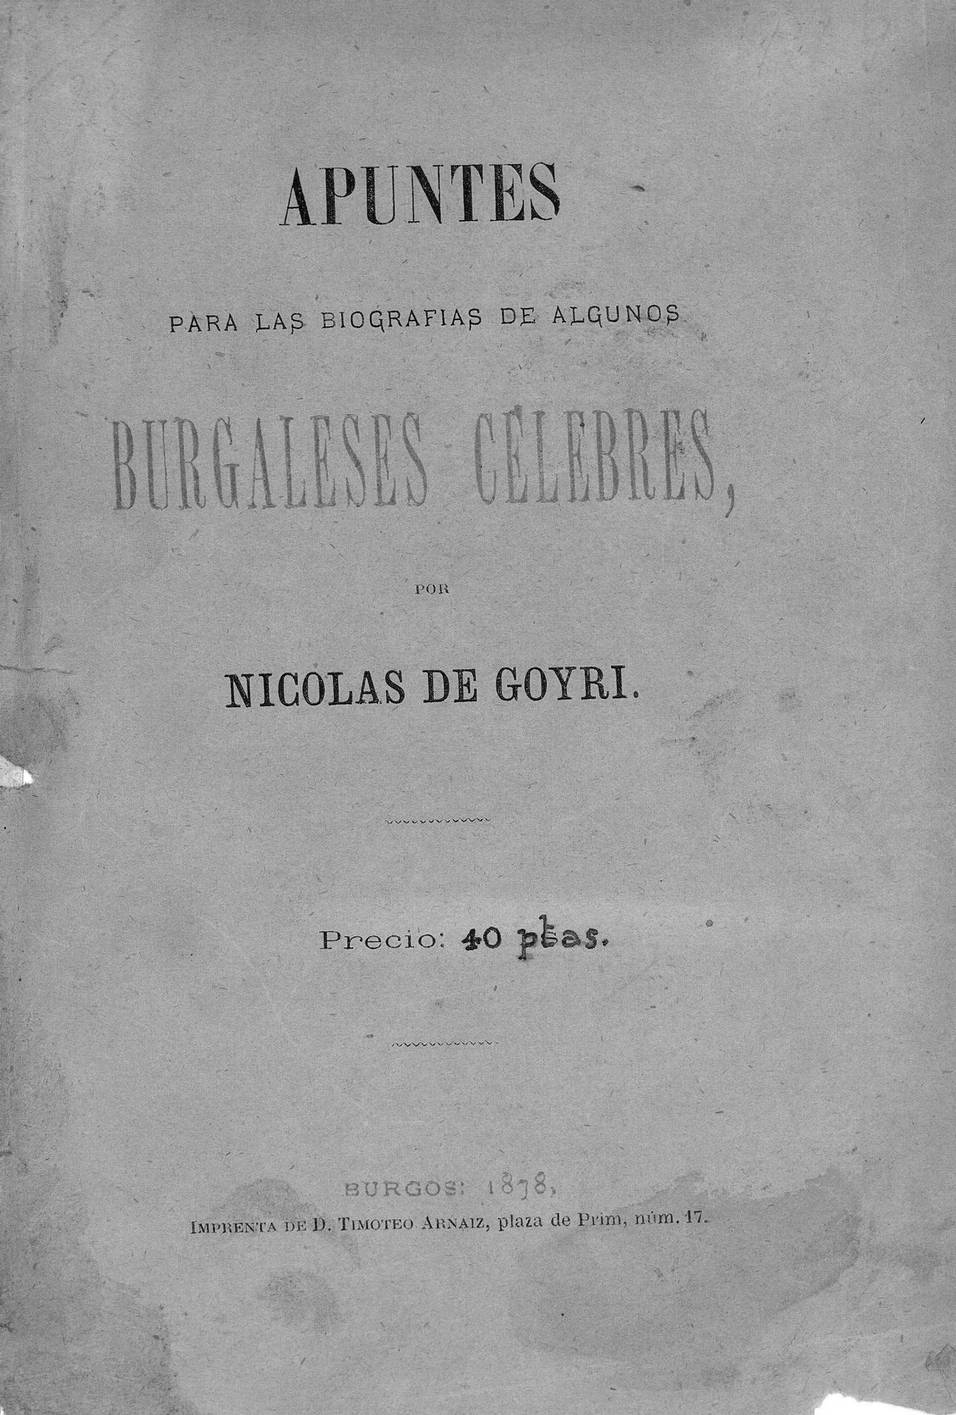 APUNTES
PARA LAS BIOGRAFIAS DE ALGUNOS
BURGALESES CÉLEBRES,
POR
NICOLAS DE GOYRI.
Precio: 40 ptas.
BURGOS: 1878,
IMPRENTA DE D. TIMOTEO ARNAIZ, plaza de Prim, núm. 17.